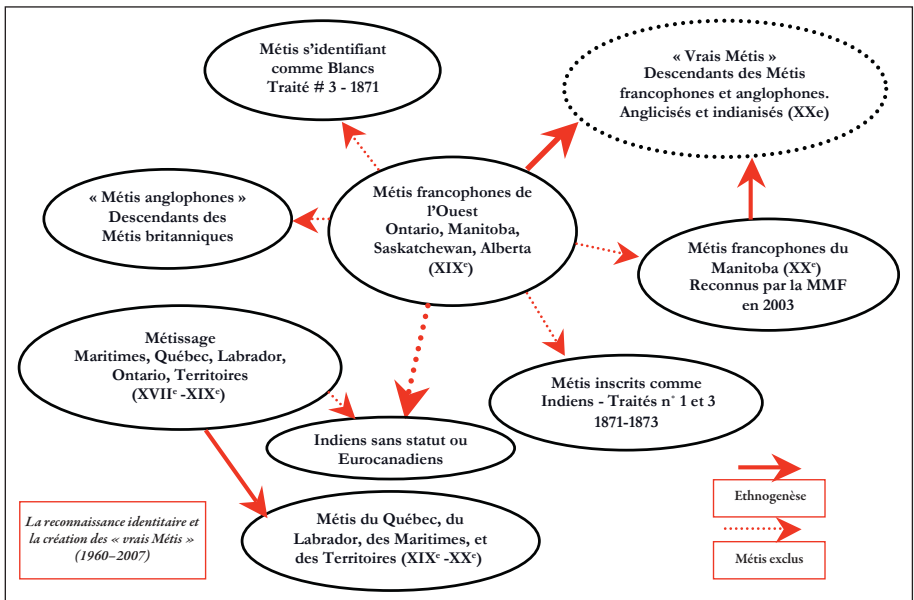 Métis s'identifiant
comme Blancs
Traité # 3 - 1871
« Vrais Métis »
Descendants des Métis
francophones et anglophones.
Anglicisés et indianisés (XXe)
« Métis anglophones »
Descendants des
Métis britanniques
Métis francophones de
l'Ouest
Ontario, Manitoba,
Saskatchewan, Alberta
(XIXᵉ)
Métis francophones du
Manitoba (XXᵉ)
Reconnus par la MMF
en 2003
Métissage
Maritimes, Québec, Labrador,
Ontario, Territoires
(XVIIᵉ -XIXᵉ)
Métis inscrits comme
Indiens - Traités n° 1 et 3
1871-1873
Indiens sans statut ou
Eurocanadiens
Métis du Québec, du
Labrador, des Maritimes, et
des Territoires (XIXᵉ -XXᵉ)
La reconnaissance identitaire et
la création des « vrais Métis »
(1960–2007)
Ethnogenèse
Métis exclus